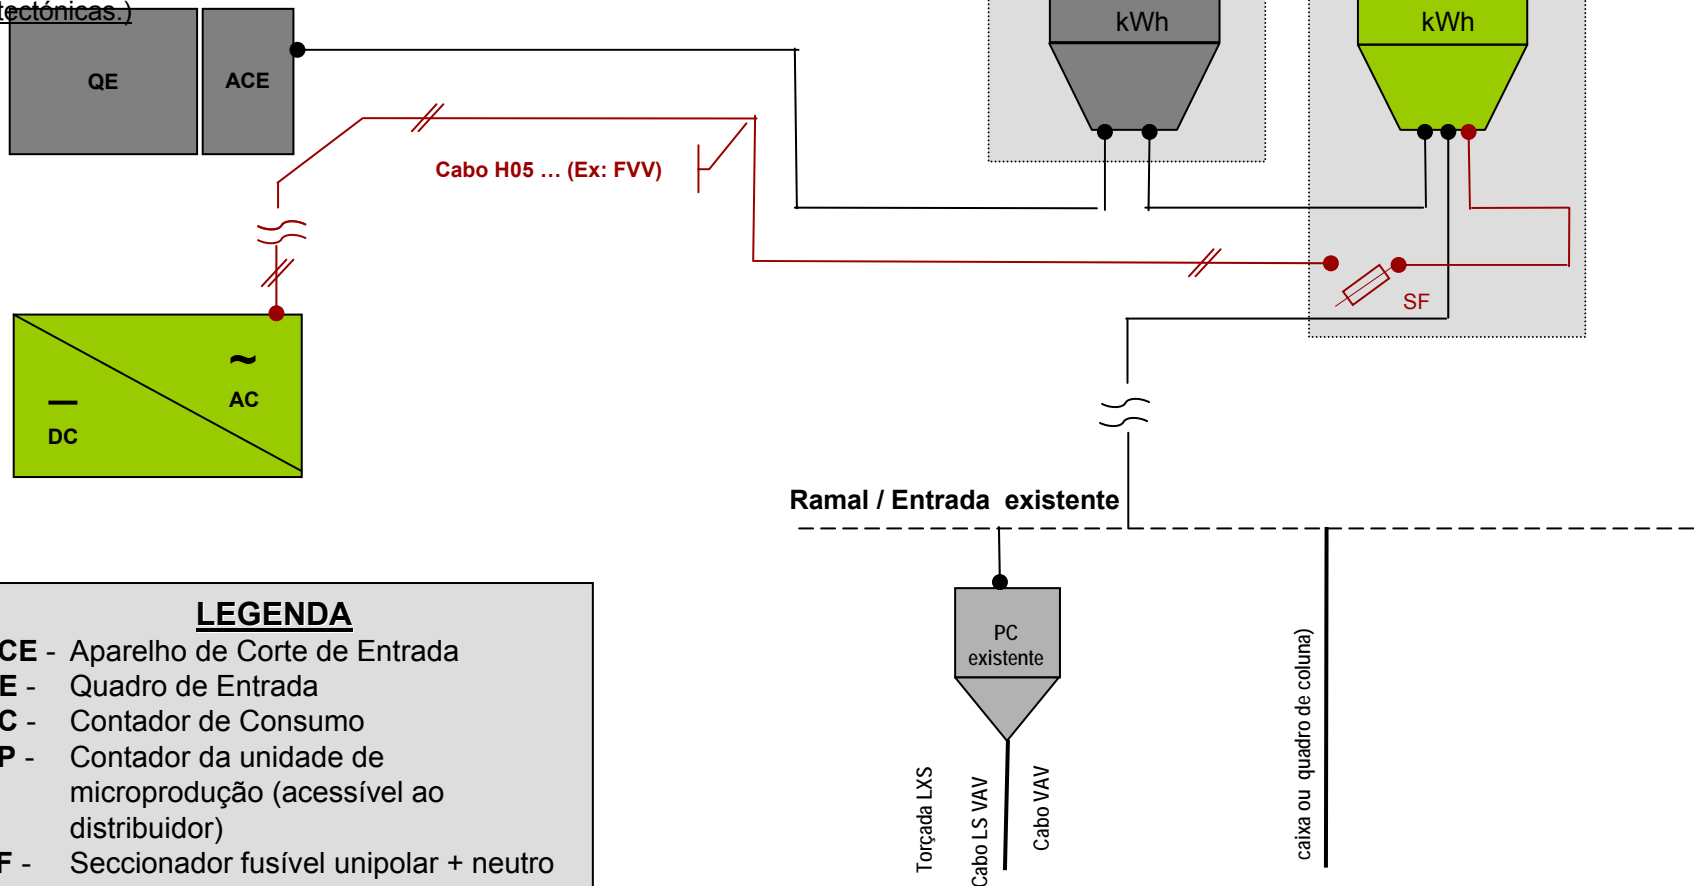 tectónicas.)
kWh
kWh
QE
ACE
Cabo H05 ... (Ex: FVV)
SF
~
AC
DC
Ramal / Entrada existente
LEGENDA
CE - Aparelho de Corte de Entrada
E - Quadro de Entrada
C - Contador de Consumo
P - Contador da unidade de
microprodução (acessível ao
distribuidor)
F - Seccionador fusível unipolar + neutro
PC
existente
Torçada LXS
Cabo LS VAV
Cabo VAV
caixa ou quadro de coluna)